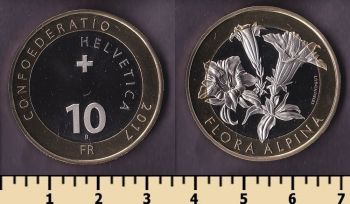 CONFOEDERATIO
HELVETICA 2017
10
B
FR
FLORA ALPINA
1 2 3 4 5 6 7